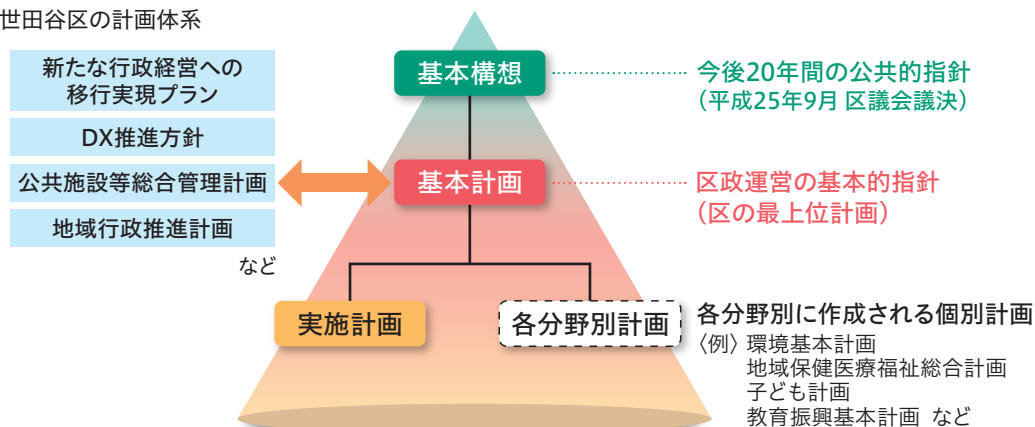 世田谷区の計画体系
新たな行政経営への
移行実現プラン
DX推進方針
公共施設等総合管理計画
地域行政推進計画
など
基本構想
今後20年間の公共的指針
（平成25年9月 区議会議決）
基本計画
区政運営の基本的指針
（区の最上位計画）
実施計画
各分野別計画
各分野別に作成される個別計画
〈例〉環境基本計画
地域保健医療福祉総合計画
子ども計画
教育振興基本計画 など